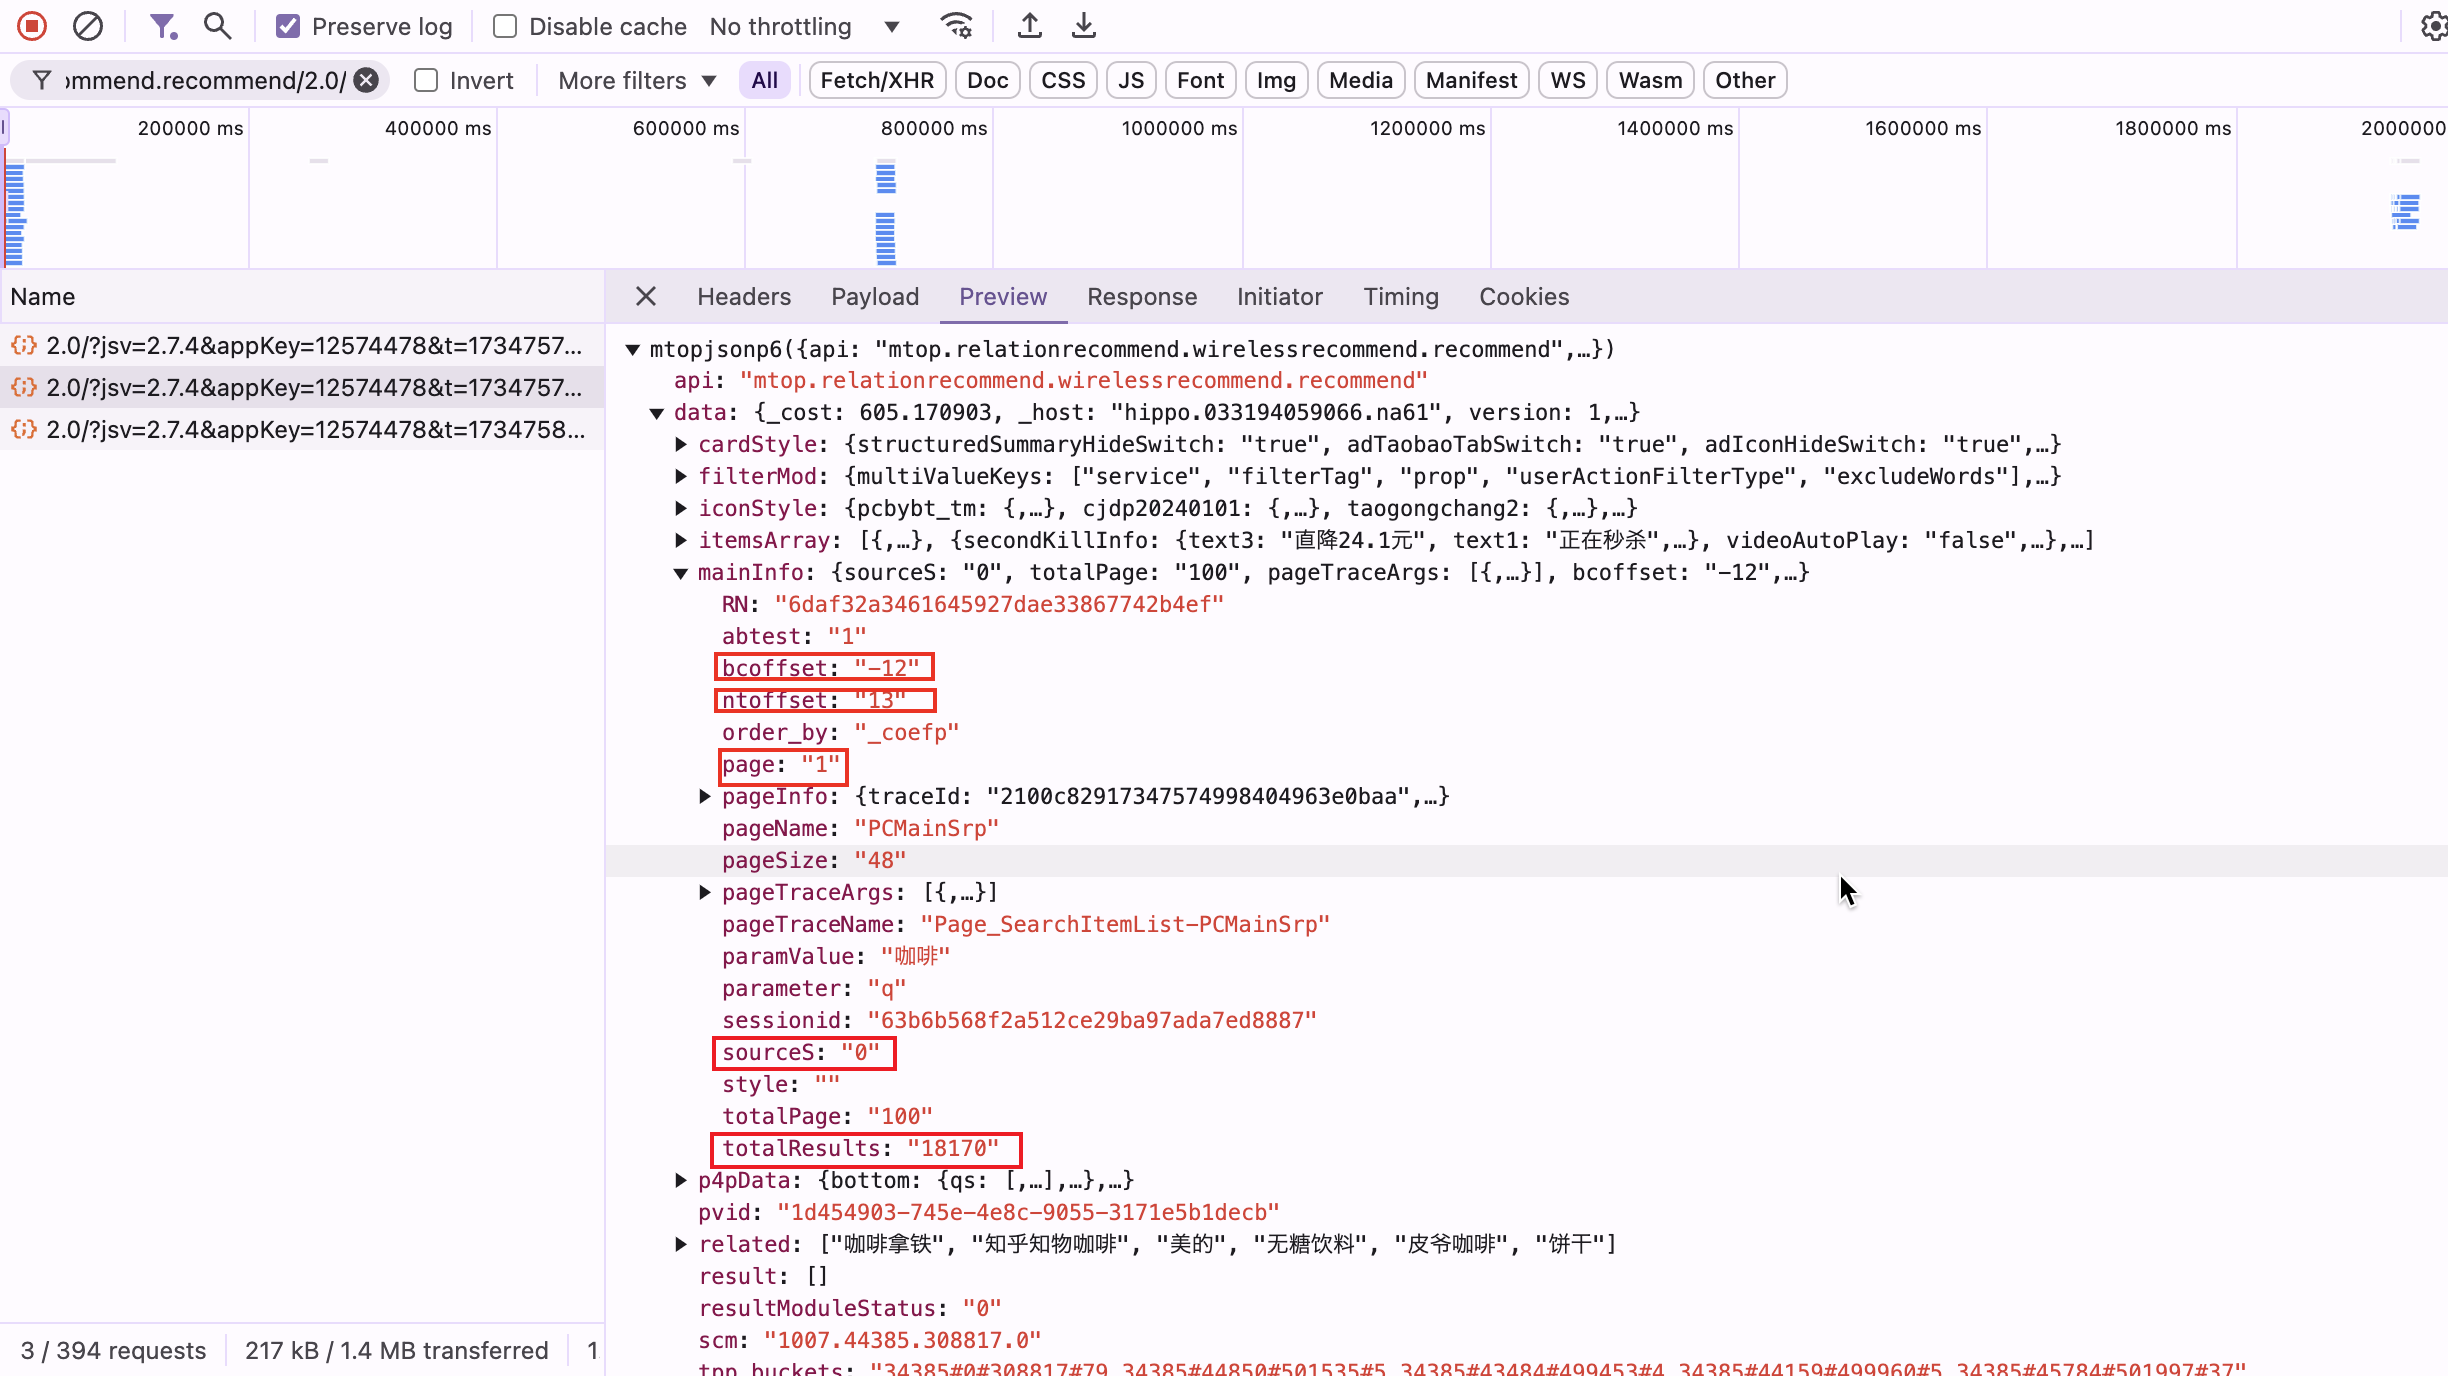 Preserve log Disable cache No throttling
ommend.recommend/2.0/ Invert More filters All Fetch/XHR Doc CSS JS Font Img Media Manifest WS Wasm Other
200000 ms 400000 ms 600000 ms 800000 ms 1000000 ms 1200000 ms 1400000 ms 1600000 ms 1800000 ms 2000000
Name
Headers Payload Preview Response Initiator Timing Cookies
2.0/?jsv=2.7.4&appKey=12574478&t=1734757...
2.0/?jsv=2.7.4&appKey=12574478&t=1734757...
2.0/?jsv=2.7.4&appKey=12574478&t=1734758...
mtopjsonp6({api: "mtop.relationrecommend.wirelessrecommend.recommend",…})
api: "mtop.relationrecommend.wirelessrecommend.recommend"
data: {_cost: 605.170903, _host: "hippo.033194059066.na61", version: 1,…}
cardStyle: {structuredSummaryHideSwitch: "true", adTaobaoTabSwitch: "true", adIconHideSwitch: "true",…}
filterMod: {multiValueKeys: ["service", "filterTag", "prop", "userActionFilterType", "excludeWords"],…}
iconStyle: {pcbybt_tm: {,…}, cjdp20240101: {,…}, taogongchang2: {,…},…}
itemsArray: [{,…}, {secondKillInfo: {text3: "直降24.1元", text1: "正在秒杀",…}, videoAutoPlay: "false",…},…]
mainInfo: {sourceS: "0", totalPage: "100", pageTraceArgs: [{,…}], bcoffset: "-12",…}
RN: "6daf32a3461645927dae33867742b4ef"
abtest: "1"
bcoffset: "-12"
ntoffset: "13"
order_by: "_coefp"
page: "1"
pageInfo: {traceId: "2100c82917347574998404963e0baa",…}
pageName: "PCMainSrp"
pageSize: "48"
pageTraceArgs: [{,…}]
pageTraceName: "Page_SearchItemList-PCMainSrp"
paramValue: "咖啡"
parameter: "q"
sessionid: "63b6b568f2a512ce29ba97ada7ed8887"
sourceS: "0"
style: ""
totalPage: "100"
totalResults: "18170"
p4pData: {bottom: {qs: [,…],…},…}
pvid: "1d454903-745e-4e8c-9055-3171e5b1decb"
related: ["咖啡拿铁", "知乎知物咖啡", "美的", "无糖饮料", "皮爷咖啡", "饼干"]
result: []
resultModuleStatus: "0"
scm: "1007.44385.308817.0"
tpp_buckets: "34385#0#308817#79_34385#44850#501535#5_34385#43484#499453#4_34385#44159#499960#5_34385#45784#501997#37"
3 / 394 requests 217 kB / 1.4 MB transferred 1